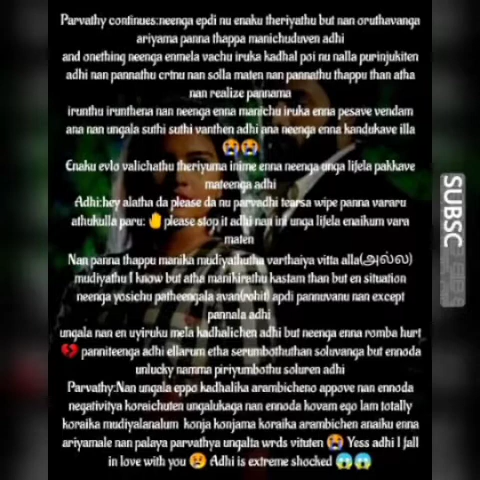 Parvathy continues:neenga epdi nu enaku theriyathu but nan oruthavanga
ariyama panna thappa manichuduven adhi
and onething neenga enmela vachu iruka kadhal poi nu nalla purinjukiten
adhi nan pannathu crtnu nan solla maten nan pannathu thappu than atha
nan realize pannama
irunthu irunthena nan neenga enna manichu iruka enna pesave vendam
ana nan ungala suthi suthi vanthen adhi ana neenga enna kandukave illa
😭😭
Enaku evlo valichathu theriyuma inime enna neenga unga lifela pakkave
mateenga adhi
Adhi:hey alatha da please da nu parvadhi tearsa wipe panna vararu
athukulla paru: 🤚please stop it adhi nan inf unga lifela enaikum vara
maten
Nan panna thappu manika mudiyathutha varthaiya vitta alla(அல்ல)
mudiyathu I know but atha manikirathu kastam than but en situation
neenga yosichu patheengala avan(rohit) apdi pannuvanu nan except
pannala adhi
ungala nan en uyiruku mela kadhalichen adhi but neenga enna romba hurt
💔 panniteenga adhi ellarum etha serumbothuthan soluvanga but ennoda
unlucky namma piriyumbothu soluren adhi
Parvathy:Nan ungala eppo kadhalika arambicheno appove nan ennoda
negativitya koraichuten ungalukaga nan ennoda kovam ego lam totally
koraika mudiyalanalum konja konjama koraika arambichen anaiku enna
ariyamale nan palaya parvathya ungalta wrds vituten 😭 Yess adhi I fall
in love with you 😢 Adhi is extreme shocked 😱😱
SUBSC